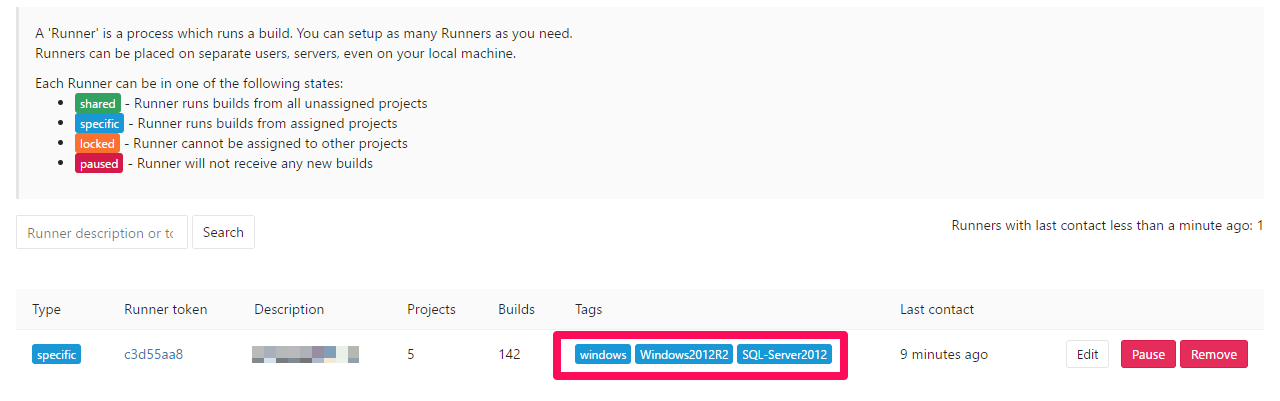 A 'Runner' is a process which runs a build. You can setup as many Runners as you need.
Runners can be placed on separate users, servers, even on your local machine.
Each Runner can be in one of the following states:
shared - Runner runs builds from all unassigned projects
specific - Runner runs builds from assigned projects
locked - Runner cannot be assigned to other projects
paused - Runner will not receive any new builds
Runner description or to Search Runners with last contact less than a minute ago: 1
Type Runner token Description Projects Builds Tags Last contact
specific c3d55aa8 5 142 windows Windows2012R2 SQL-Server2012 9 minutes ago Edit Pause Remove